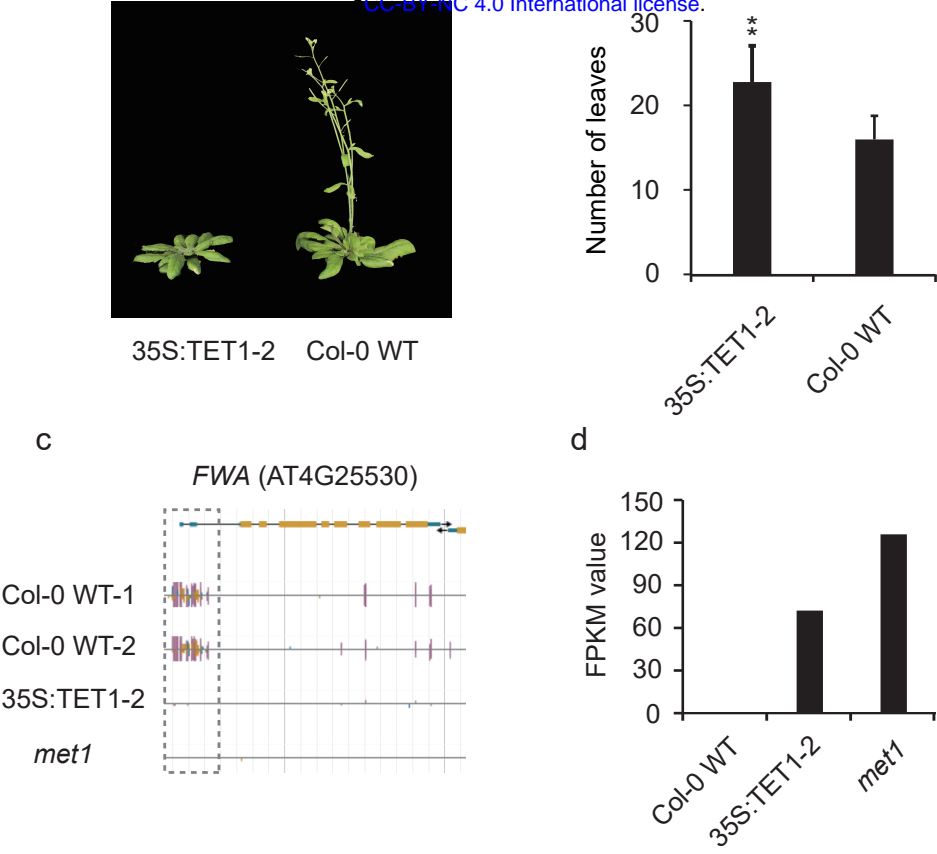 CC-BY-NC 4.0 International license.
35S:TET1-2 Col-0 WT
Number of leaves
30
20
10
0
**
35S:TET1-2
Col-0 WT
c
FWA (AT4G25530)
Col-0 WT-1
Col-0 WT-2
35S:TET1-2
met1
d
FPKM value
150
120
90
60
30
0
Col-0 WT
35S:TET1-2
met1